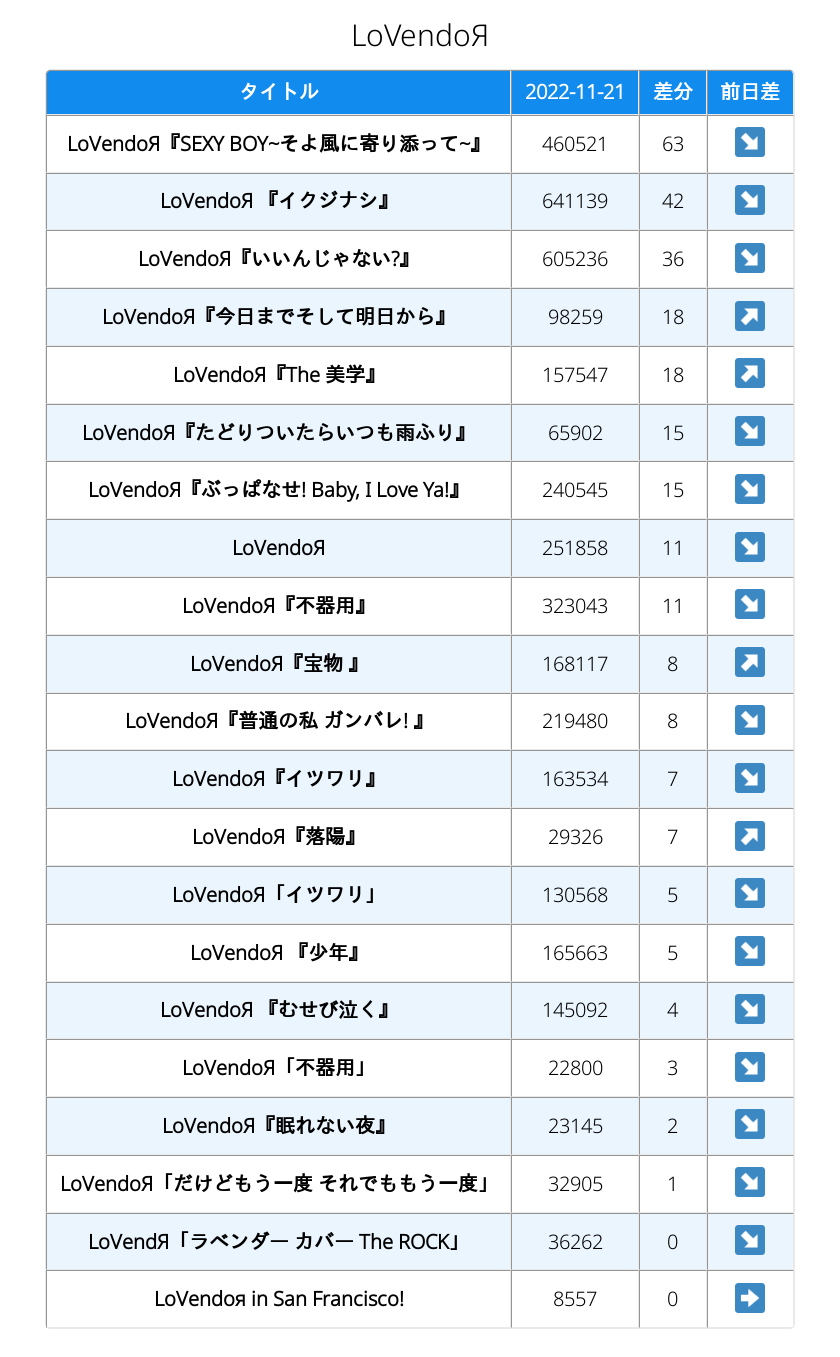 LoVendoЯ
タイトル 2022-11-21 差分 前日差
LoVendoЯ『SEXY BOY~そよ風に寄り添って~』 460521 63
LoVendoЯ 『イクジナシ』 641139 42
LoVendoЯ『いいんじゃない?』 605236 36
LoVendoЯ『今日までそして明日から』 98259 18
LoVendoЯ『The 美学』 157547 18
LoVendoЯ『たどりついたらいつも雨ふり』 65902 15
LoVendoЯ『ぶっぱなせ! Baby, I Love Ya!』 240545 15
LoVendoЯ 251858 11
LoVendoЯ『不器用』 323043 11
LoVendoЯ『宝物 』 168117 8
LoVendoЯ『普通の私 ガンバレ! 』 219480 8
LoVendoЯ『イツワリ』 163534 7
LoVendoЯ『落陽』 29326 7
LoVendoЯ「イツワリ」 130568 5
LoVendoЯ 『少年』 165663 5
LoVendoЯ 『むせび泣く』 145092 4
LoVendoЯ「不器用」 22800 3
LoVendoЯ『眠れない夜』 23145 2
LoVendoЯ「だけどもう一度 それでももう一度」 32905 1
LoVendЯ「ラベンダー カバー The ROCK」 36262 0
LoVendoя in San Francisco! 8557 0